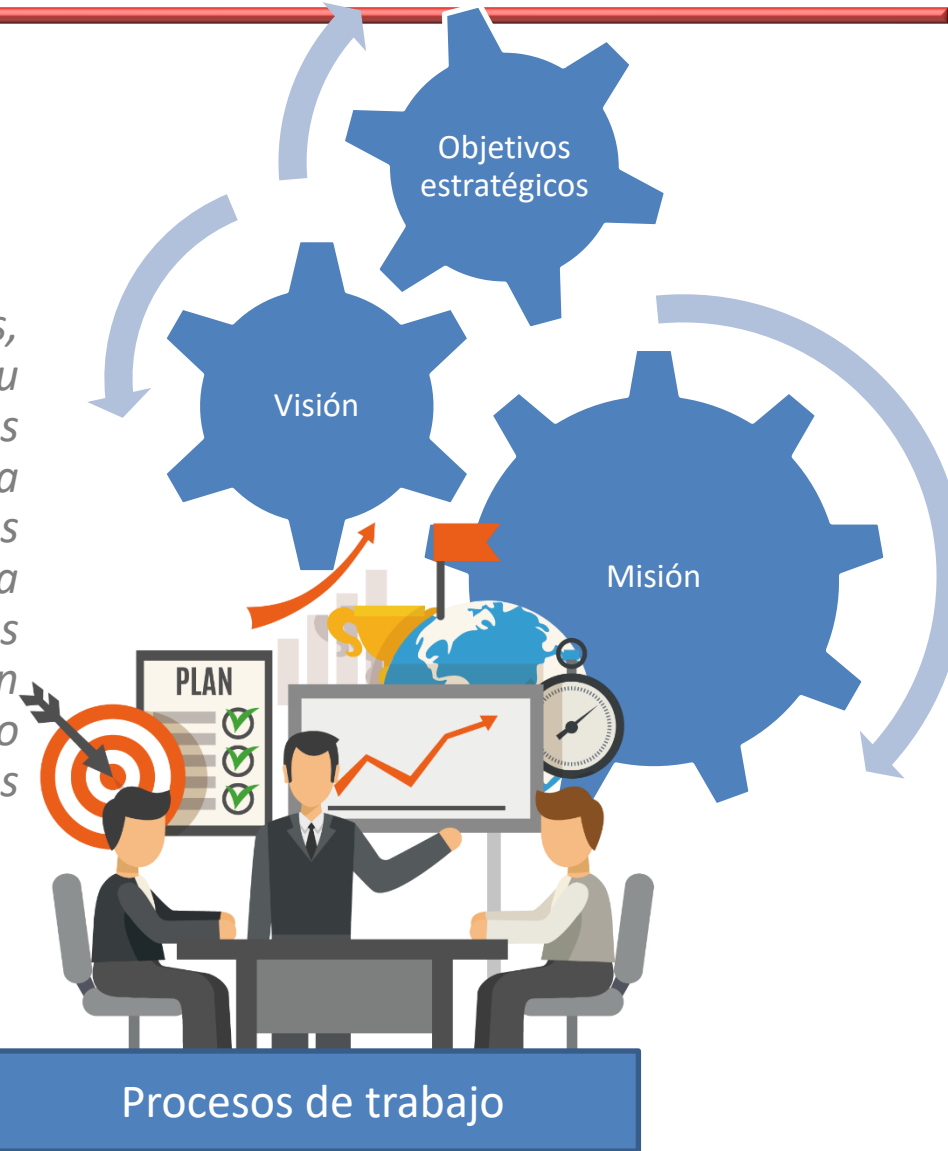 Objetivos
estratégicos
Visión
Misión
s,
u
s
a
s
a
s
n
o
s
PLAN
Procesos de trabajo